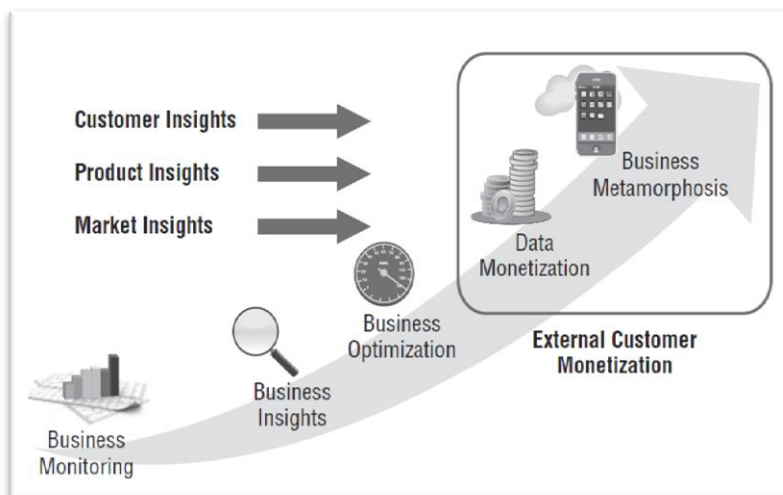 Customer Insights
Product Insights
Market Insights
Business
Metamorphosis
Data
Monetization
Business
Optimization
External Customer
Monetization
Business
Insights
Business
Monitoring